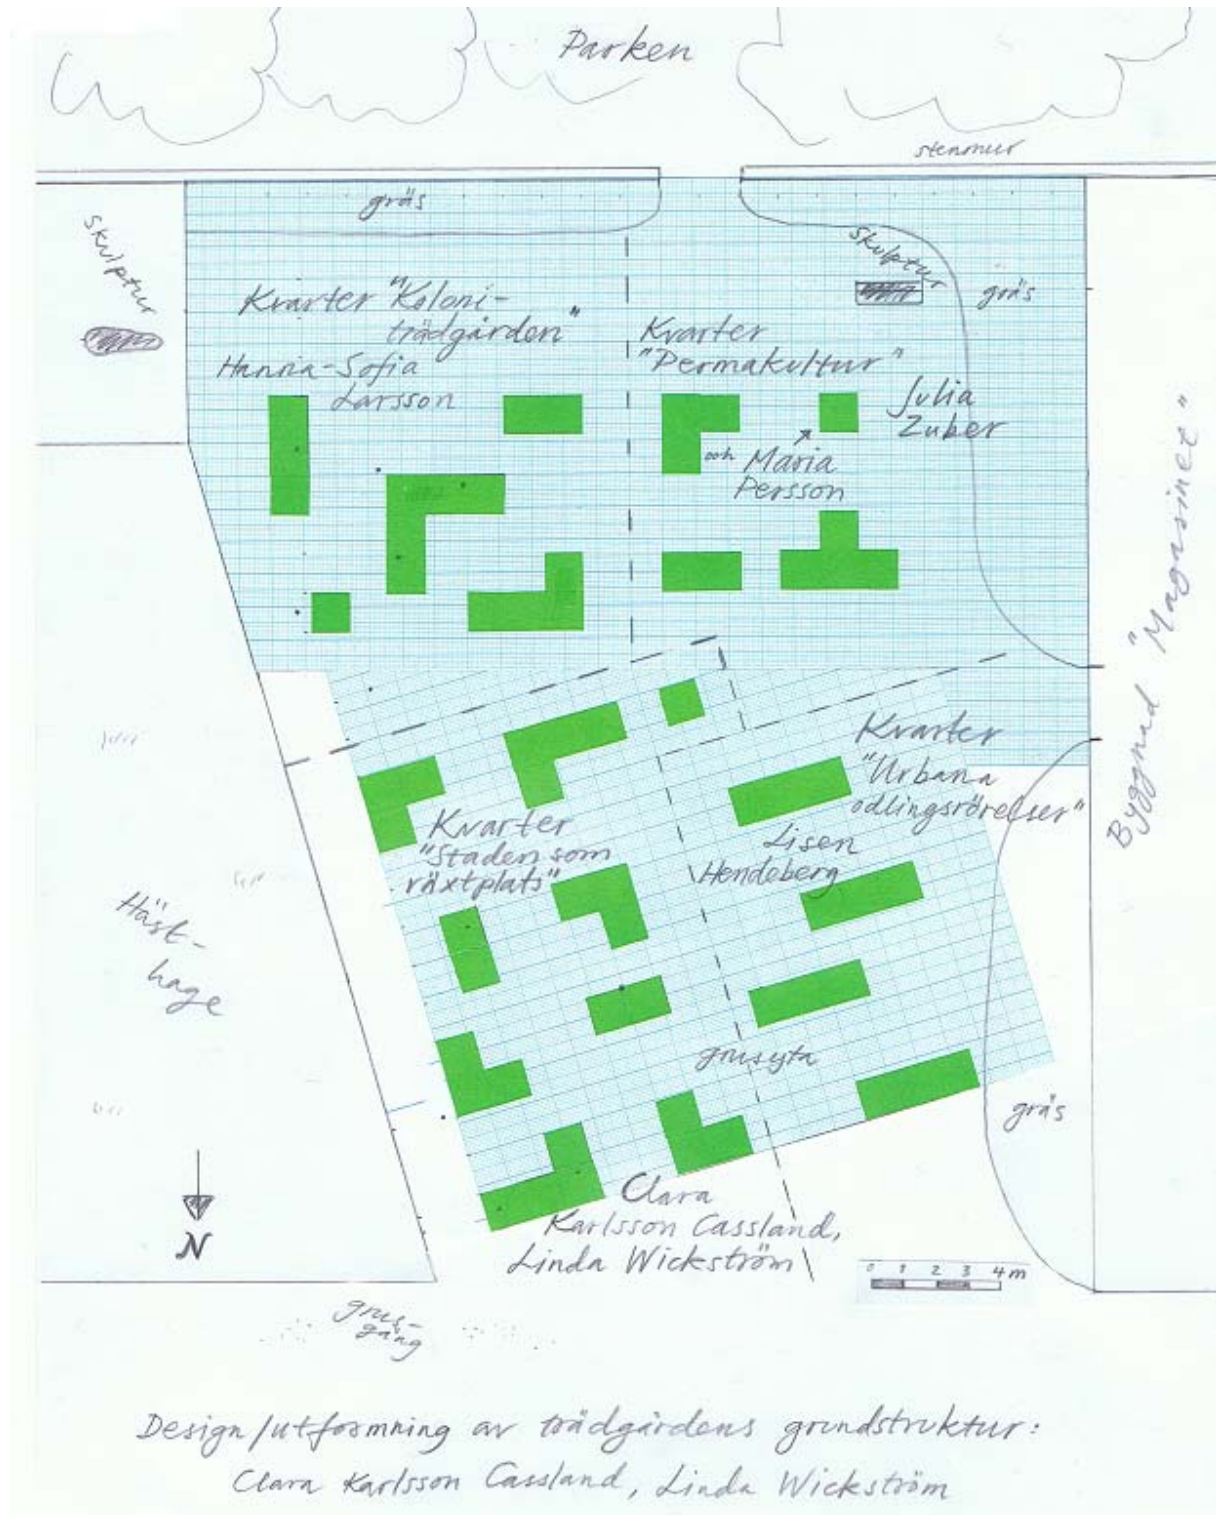 Parken
stenmur
gräs
Skulptur
Skulptur
gräs
Kvarter "Koloni-
trädgården"
Hanna-Sofia
Larsson
Kvarter
"Permakultur"
Julia
Zuber
och Maria
Persson
Byggnad "Magasinet"
Kvarter
"Urbana
odlingsrörelser"
Lisen
Hendeberg
Kvarter
"Staden som
växtplats"
Häst-
hage
grusyta
gräs
N
Clara
Karlsson Cassland,
Linda Wickström
0 1 2 3 4 m
grus-
gång
Design/utformning av trädgårdens grundstruktur:
Clara Karlsson Cassland, Linda Wickström